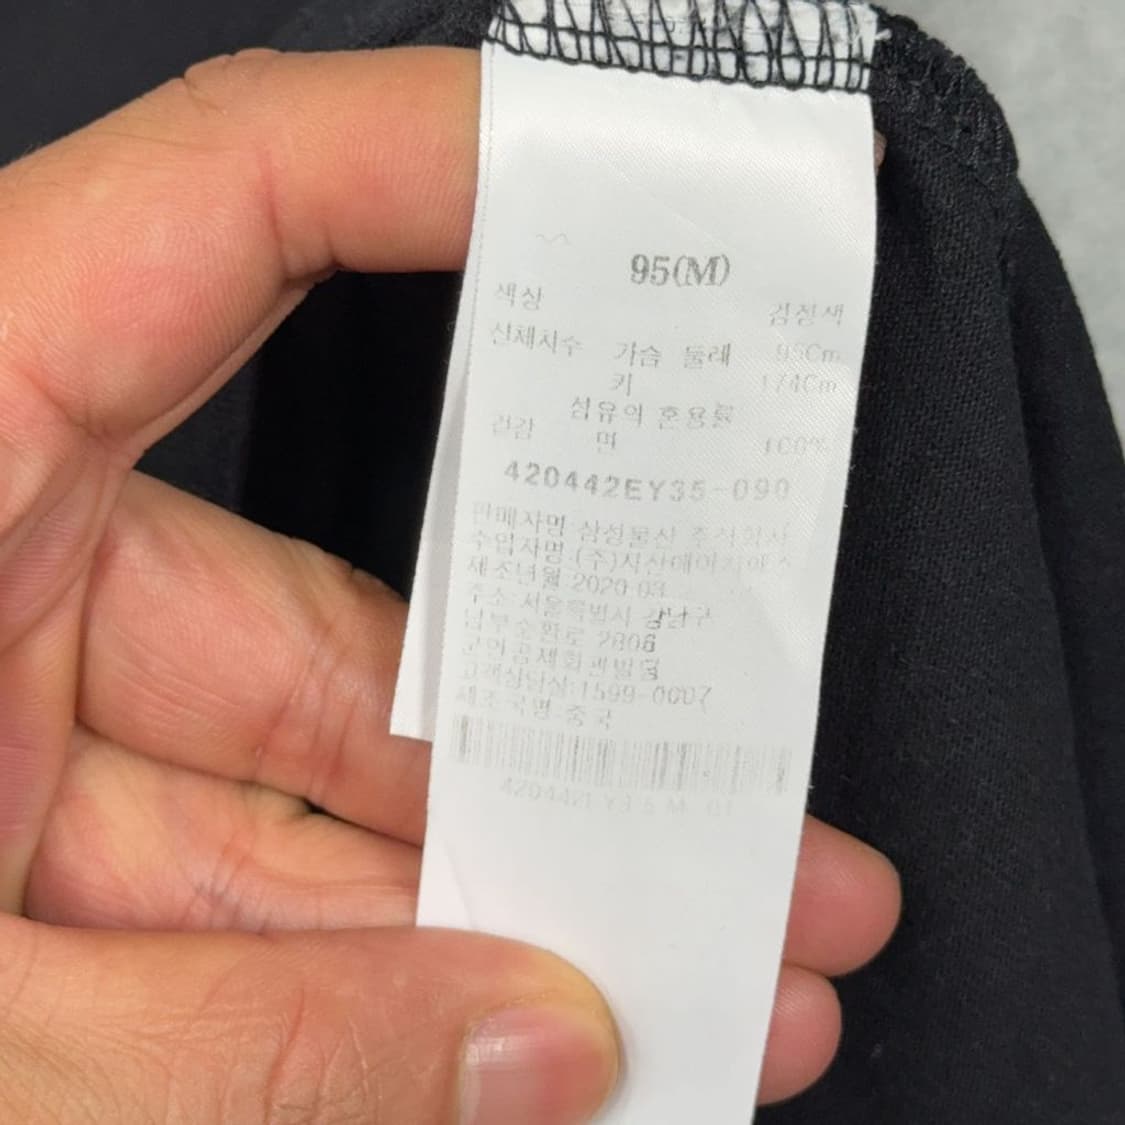 95(M)
색상 검정색
신체치수 가슴 둘레 95Cm
키 174Cm
섬유의 혼용률
겉감 면 100%
420442EY35-090
판매자명 삼성물산 주식회사
수입자명:(주)지산에이
제조년월:2020.03
주소:서울특별시 강남구
남부순환로 2806
군인공제회관빌딩
고객상담실:1599-0007
제조국명:중국
420442EY35 M 01